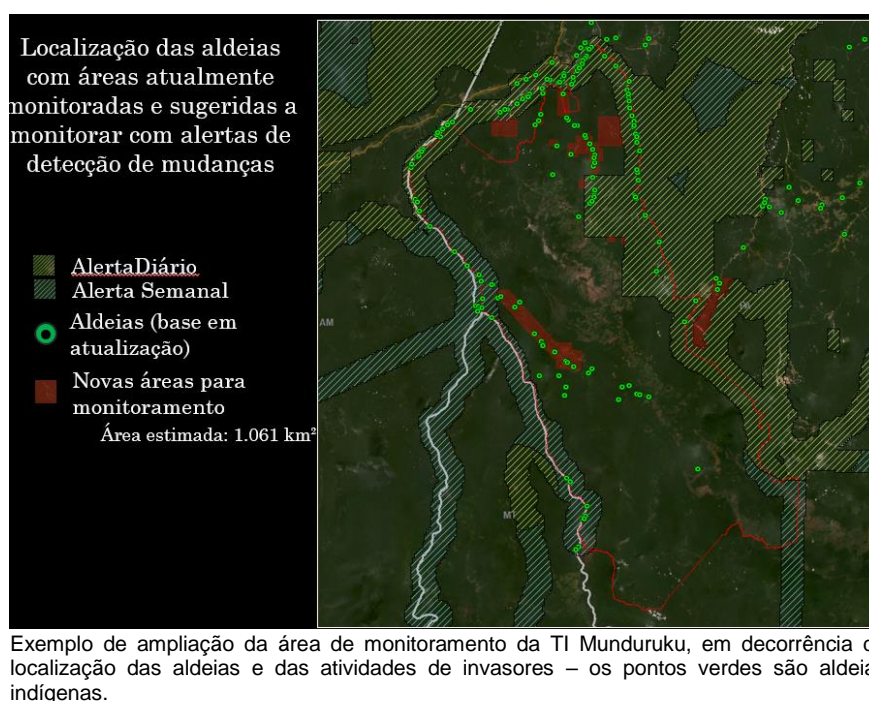 Localização das aldeias
com áreas atualmente
monitoradas e sugeridas a
monitorar com alertas de
detecção de mudanças
AlertaDiário
Alerta Semanal
Aldeias (base em
atualização)
Novas áreas para
monitoramento
Área estimada: 1.061 km²
AM
MT
Exemplo de ampliação da área de monitoramento da TI Munduruku, em decorrência
localização das aldeias e das atividades de invasores – os pontos verdes são aldeia
indígenas.